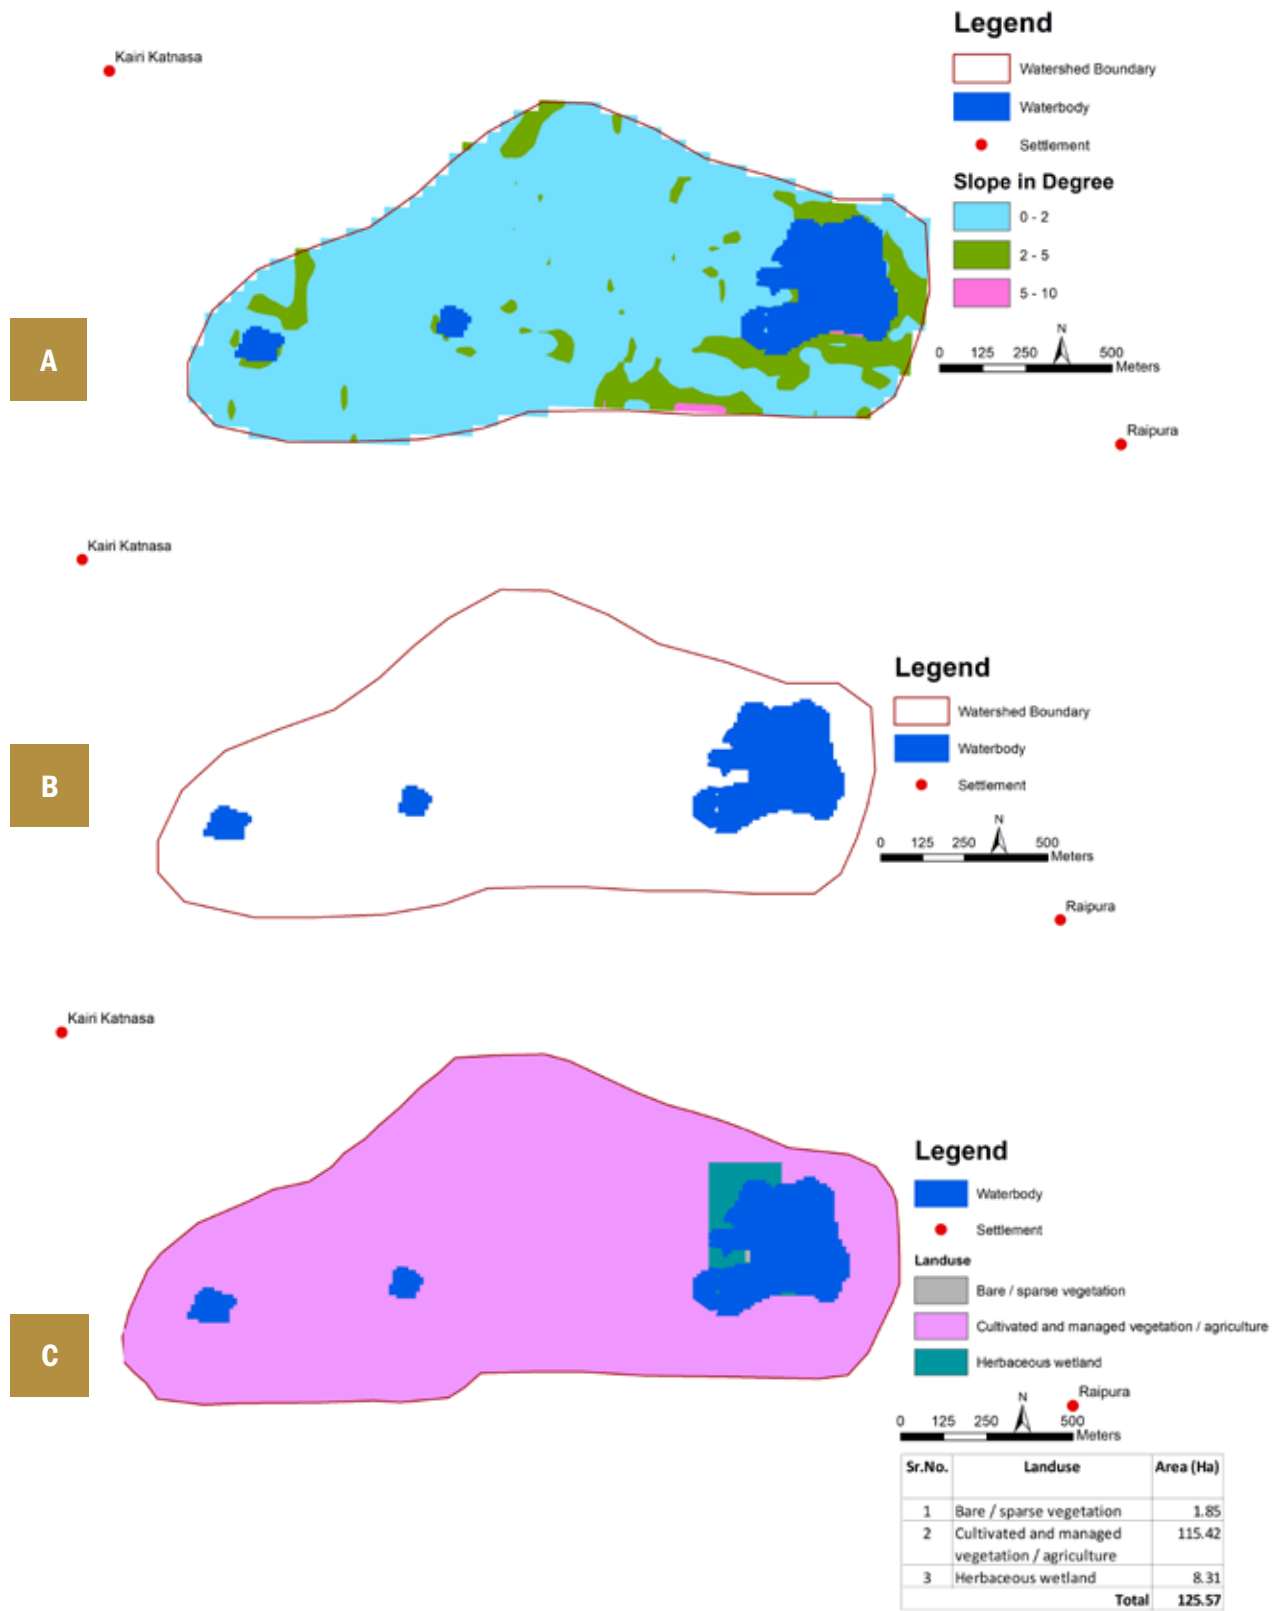 Legend
Kairi Katnasa
Watershed Boundary
Waterbody
Settlement
Slope in Degree
0 - 2
2 - 5
5 - 10
N
0 125 250 500
Meters
A
Raipura
Kairi Katnasa
Legend
Watershed Boundary
Waterbody
B
Settlement
N
0 125 250 500
Meters
Raipura
Kairi Katnasa
Legend
Waterbody
Settlement
Landuse
Bare / sparse vegetation
Cultivated and managed vegetation / agriculture
C
Herbaceous wetland
Raipura
N
0 125 250 500
Meters
Sr.No. Landuse Area (Ha)
1 Bare / sparse vegetation 1.85
2 Cultivated and managed 115.42
vegetation / agriculture
3 Herbaceous wetland 8.31
Total 125.57